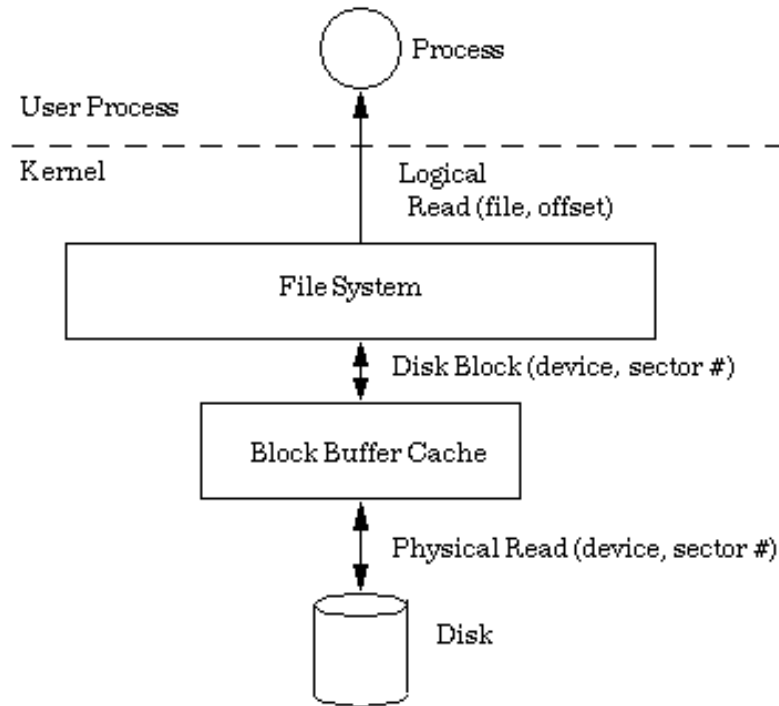 Process
User Process
Kernel
Logical
Read (file, offset)
File System
Disk Block (device, sector #)
Block Buffer Cache
Physical Read (device, sector #)
Disk